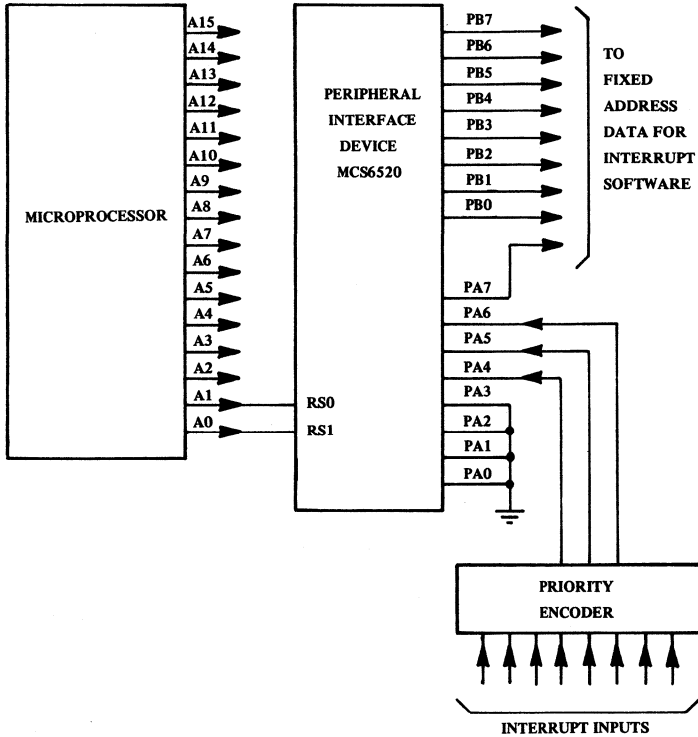 A15
A14
A13
A12
A11
A10
A9
A8
A7
A6
A5
A4
A3
A2
A1
A0
MICROPROCESSOR
PERIPHERAL
INTERFACE
DEVICE
MCS6520
RS0
RS1
PB7
PB6
PB5
PB4
PB3
PB2
PB1
PB0
PA7
PA6
PA5
PA4
PA3
PA2
PA1
PA0
TO
FIXED
ADDRESS
DATA FOR
INTERRUPT
SOFTWARE
PRIORITY
ENCODER
INTERRUPT INPUTS